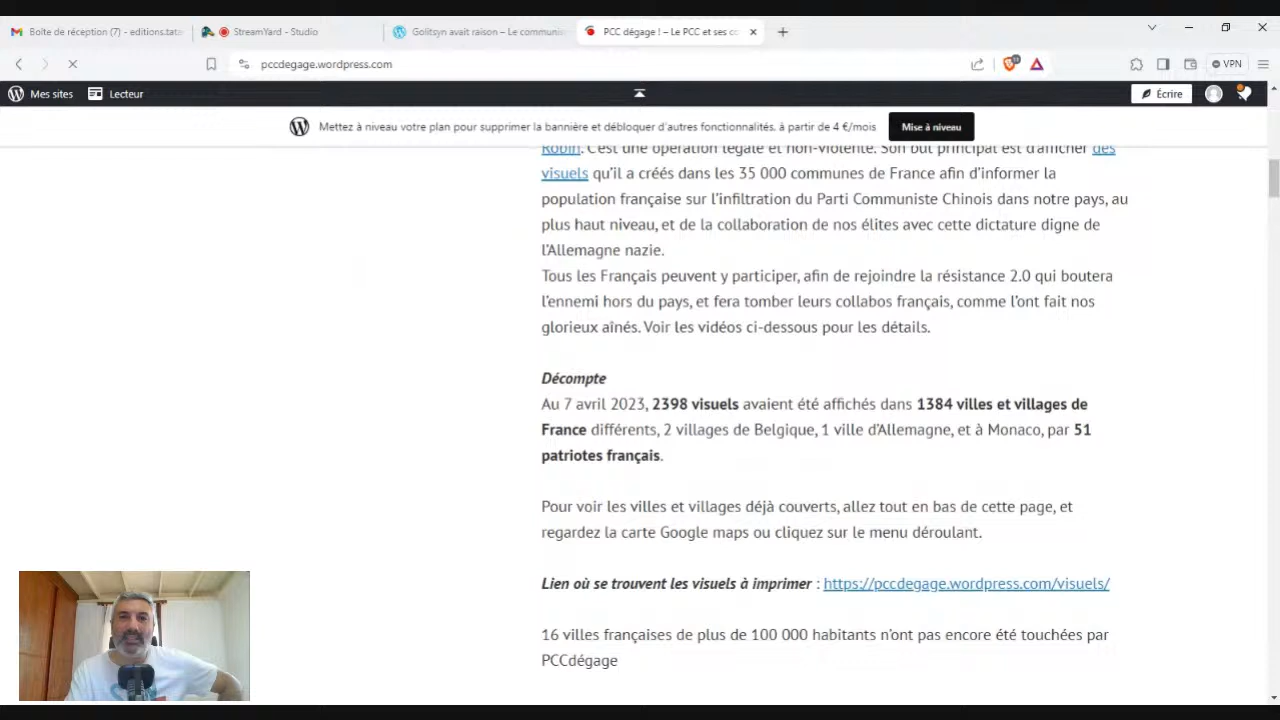 Boîte de réception (7) - editions.tate
StreamYard - Studio
Golitsyn avait raison – Le communi
PCC dégage ! – Le PCC et ses co
pccdegage.wordpress.com
VPN
Mes sites
Lecteur
Écrire
Mettez à niveau votre plan pour supprimer la bannière et débloquer d'autres fonctionnalités, à partir de 4 €/mois
Mise à niveau
Robin. C'est une opération légale et non-violente. Son but principal est d'afficher des
visuels qu'il a créés dans les 35 000 communes de France afin d'informer la
population française sur l'infiltration du Parti Communiste Chinois dans notre pays, au
plus haut niveau, et de la collaboration de nos élites avec cette dictature digne de
l'Allemagne nazie.
Tous les Français peuvent y participer, afin de rejoindre la résistance 2.0 qui boutera
l'ennemi hors du pays, et fera tomber leurs collabos français, comme l'ont fait nos
glorieux aînés. Voir les vidéos ci-dessous pour les détails.
Décompte
Au 7 avril 2023, 2398 visuels avaient été affichés dans 1384 villes et villages de
France différents, 2 villages de Belgique, 1 ville d'Allemagne, et à Monaco, par 51
patriotes français.
Pour voir les villes et villages déjà couverts, allez tout en bas de cette page, et
regardez la carte Google maps ou cliquez sur le menu déroulant.
Lien où se trouvent les visuels à imprimer : https://pccdegage.wordpress.com/visuels/
16 villes françaises de plus de 100 000 habitants n'ont pas encore été touchées par
PCCdégage